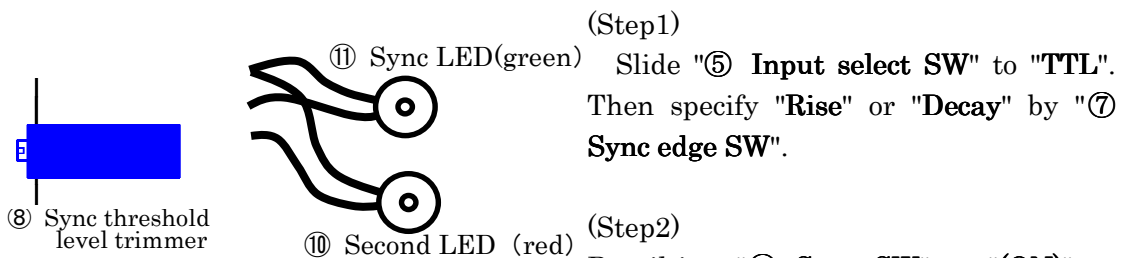 ⑪ Sync LED(green)
⑧ Sync threshold
level trimmer
⑩ Second LED (red)
(Step1)
Slide "⑤ Input select SW" to "TTL".
Then specify "Rise" or "Decay" by "⑦
Sync edge SW".
(Step2)